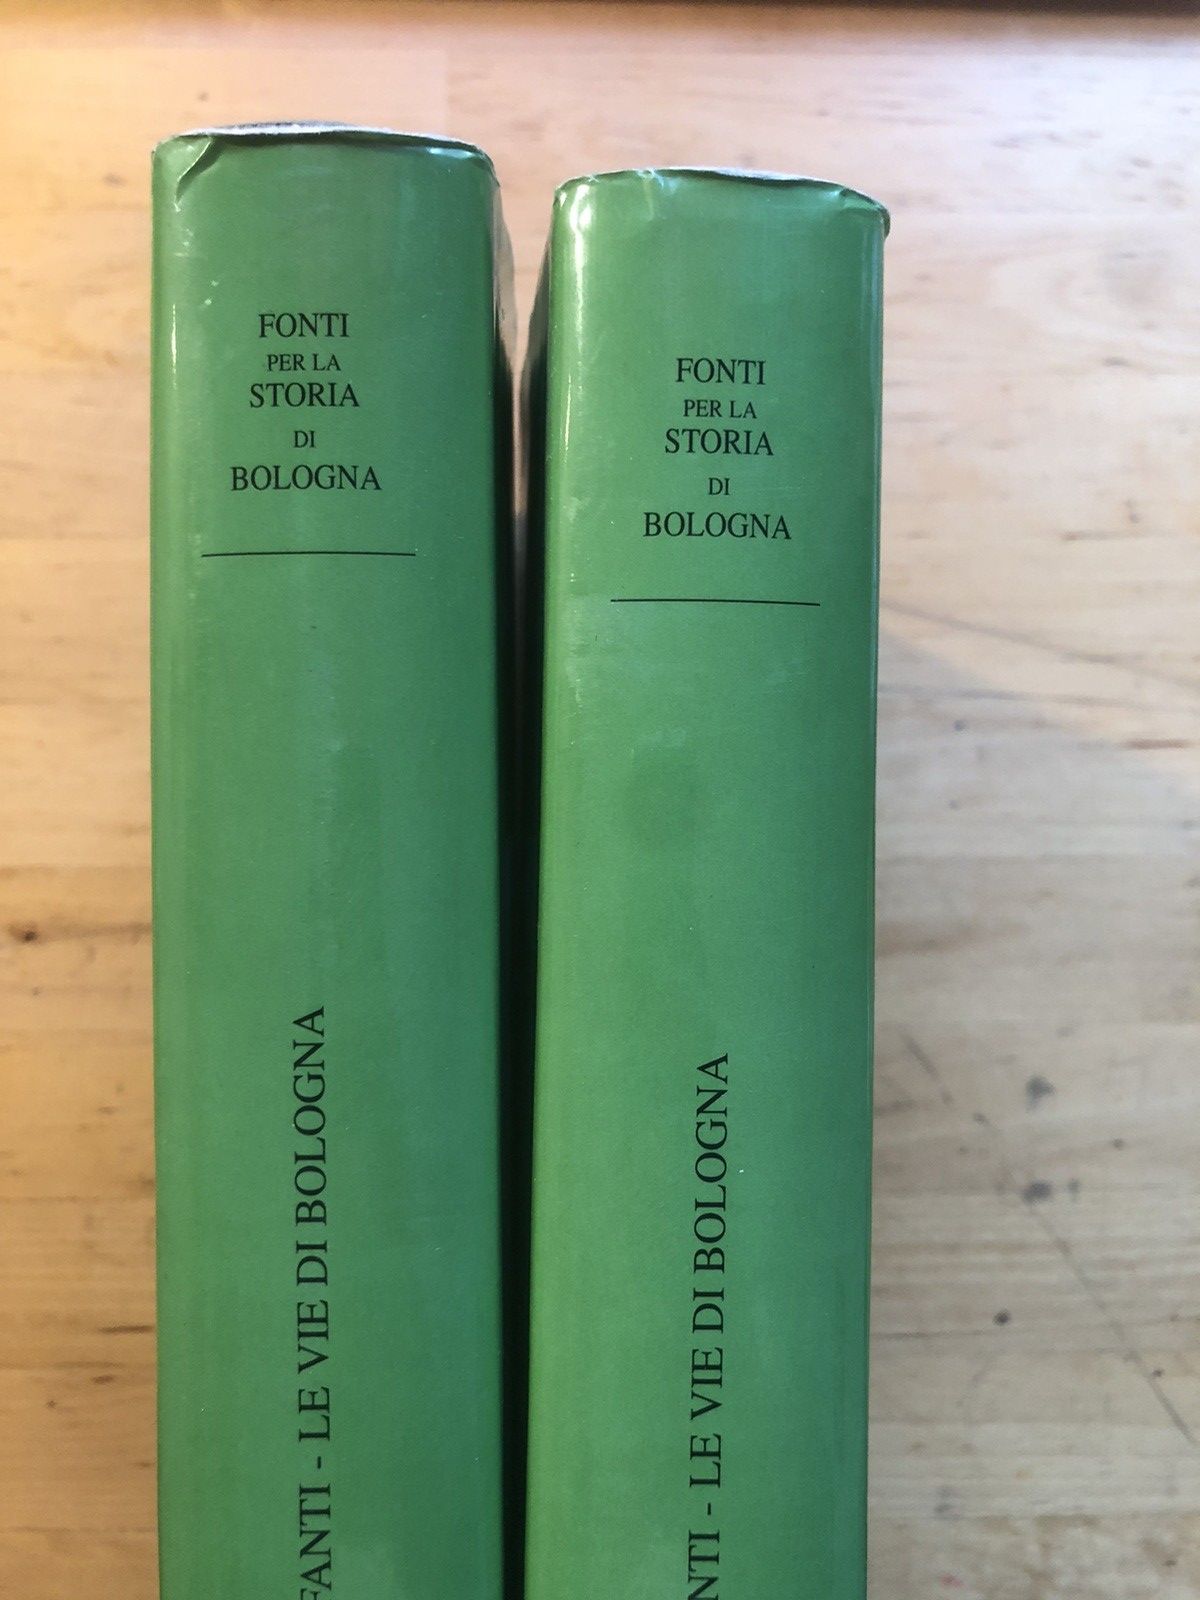 FONTI
PER LA
STORIA
DI
BOLOGNA
FANTI - LE VIE DI BOLOGNA
FONTI
PER LA
STORIA
DI
BOLOGNA
NTI - LE VIE DI BOLOGNA